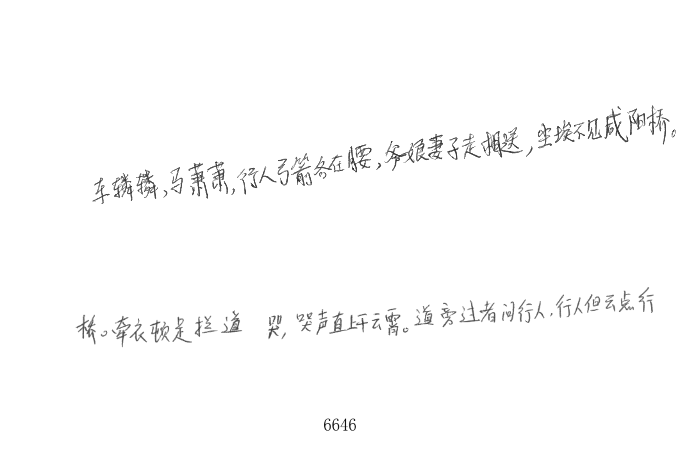 车辚辚,马萧萧,行人弓箭各在腰,爷娘妻子走相送,尘埃不见咸阳桥。
桥。牵衣顿足拦道 哭,哭声直上干云霄。道旁过者问行人,行人但云点行
6646